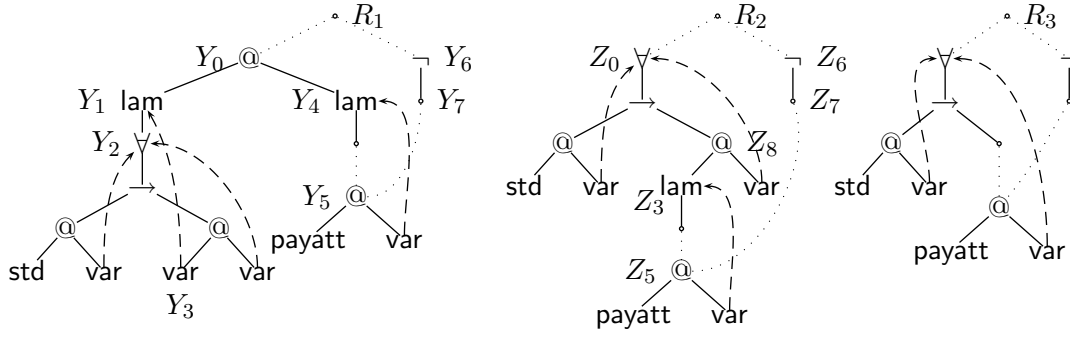 R₁ R₂ R₃
Y₀ @ ¬ Y₆ Z₀ ∀ ¬ Z₆ ∀ ¬
Y₁ lam Y₄ lam Y₇ → Z₇ →
Y₂ ∀ @ @ Z₈ @
→ Y₅ @ std var lam var std var
@ @ payatt var Z₃ @
std var var var Z₅ @ payatt var
Y₃ payatt var